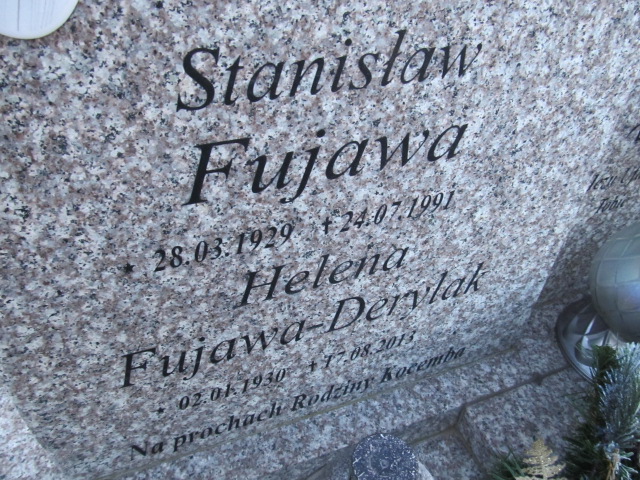 Stanisław
Fujawa
★ 28.03.1929 ✝ 24.07.1991
Helena
Fujawa-Derylak
★ 02.01.1930 ✝ 17.08.2013
Na prochach Rodziny Kocemba